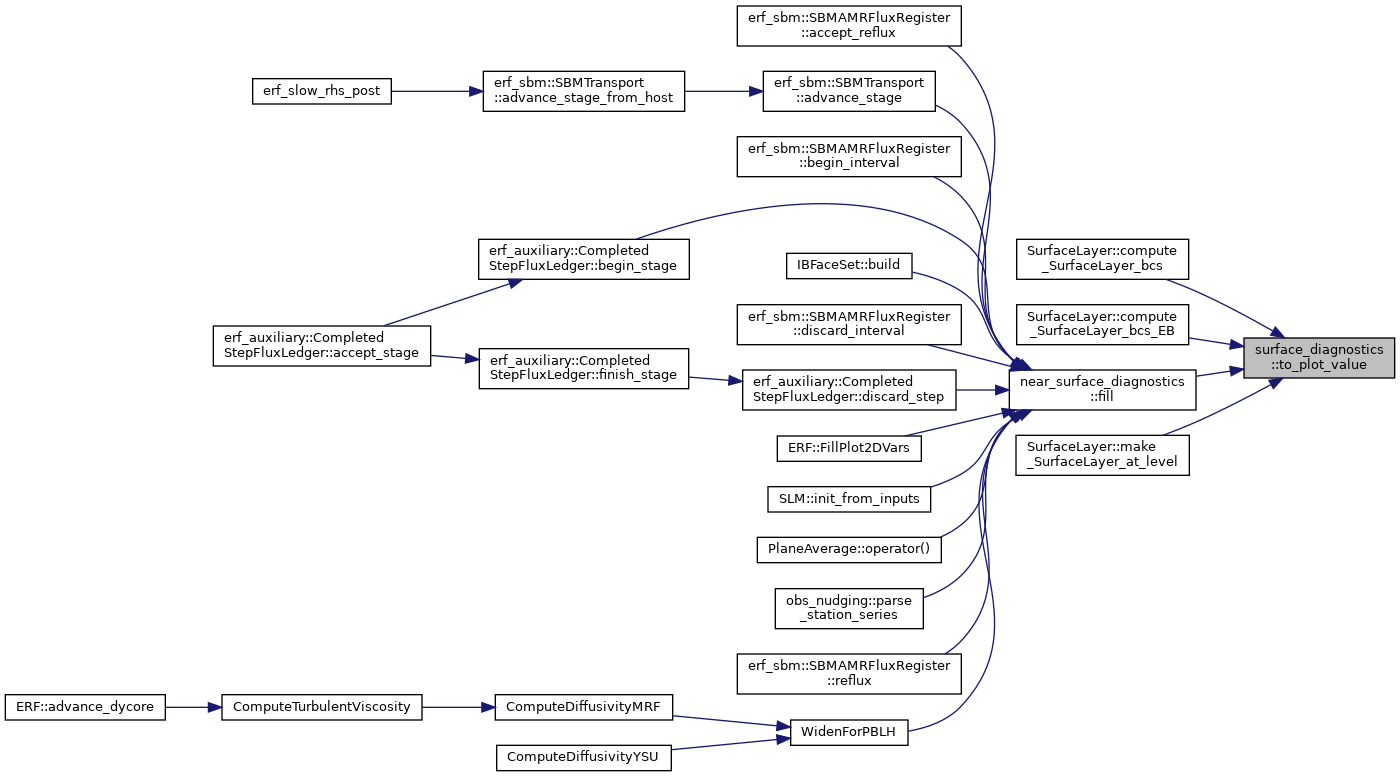 erf_sbm::SBMAMRFluxRegister
::accept_reflux
erf_slow_rhs_post
erf_sbm::SBMTransport
::advance_stage_from_host
erf_sbm::SBMTransport
::advance_stage
erf_sbm::SBMAMRFluxRegister
::begin_interval
erf_auxiliary::Completed
StepFluxLedger::begin_stage
IBFaceSet::build
SurfaceLayer::compute
_SurfaceLayer_bcs
erf_sbm::SBMAMRFluxRegister
::discard_interval
SurfaceLayer::compute
_SurfaceLayer_bcs_EB
erf_auxiliary::Completed
StepFluxLedger::accept_stage
erf_auxiliary::Completed
StepFluxLedger::finish_stage
erf_auxiliary::Completed
StepFluxLedger::discard_step
near_surface_diagnostics
::fill
surface_diagnostics
::to_plot_value
ERF::FillPlot2DVars
SurfaceLayer::make
_SurfaceLayer_at_level
SLM::init_from_inputs
PlaneAverage::operator()
obs_nudging::parse
_station_series
erf_sbm::SBMAMRFluxRegister
::reflux
ERF::advance_dycore
ComputeTurbulentViscosity
ComputeDiffusivityMRF
WidenForPBLH
ComputeDiffusivityYSU